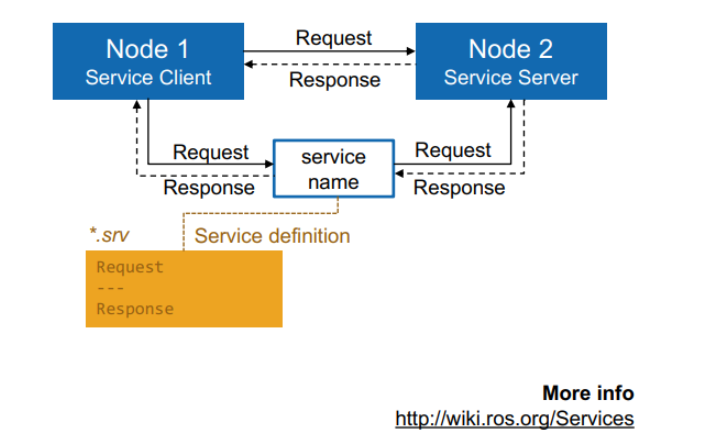 Node 1
Service Client
Request
Response
Node 2
Service Server
Request
Response
service
name
Request
Response
*.srv
Service definition
Request
---
Response
More info
http://wiki.ros.org/Services